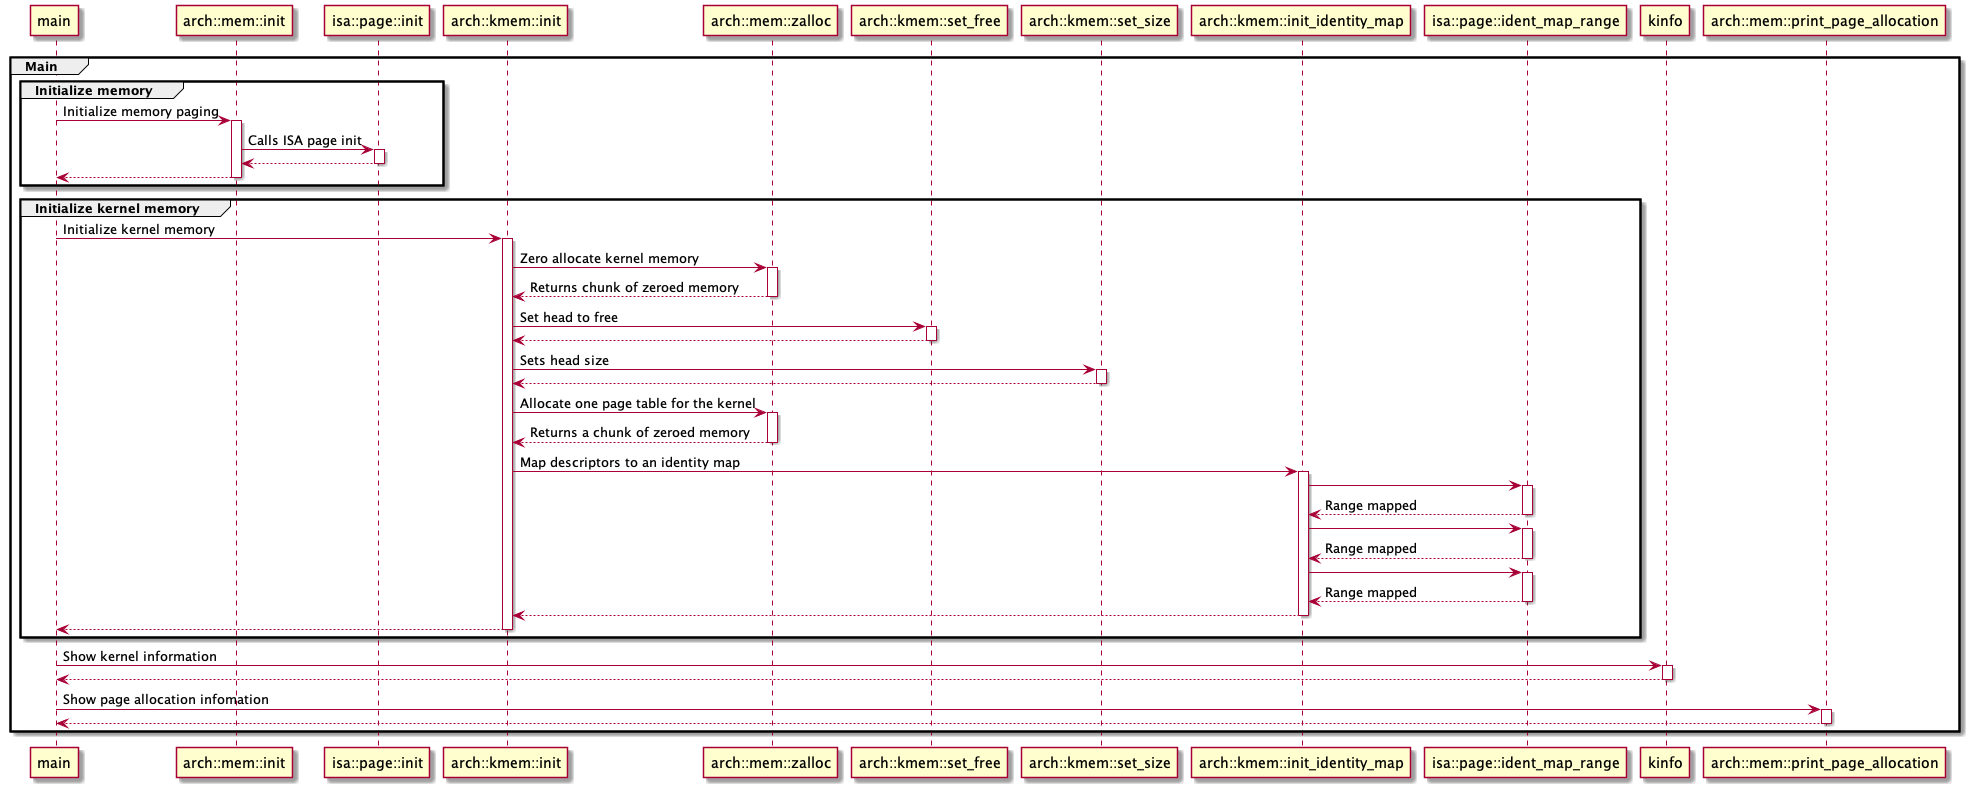 main
arch::mem::init
isa::page::init
arch::kmem::init
arch::mem::zalloc
arch::kmem::set_free
arch::kmem::set_size
arch::kmem::init_identity_map
isa::page::ident_map_range
kinfo
arch::mem::print_page_allocation
Main
Initialize memory
Initialize memory paging
Calls ISA page init
Initialize kernel memory
Initialize kernel memory
Zero allocate kernel memory
Returns chunk of zeroed memory
Set head to free
Sets head size
Allocate one page table for the kernel
Returns a chunk of zeroed memory
Map descriptors to an identity map
Range mapped
Range mapped
Range mapped
Show kernel information
Show page allocation infomation
main
arch::mem::init
isa::page::init
arch::kmem::init
arch::mem::zalloc
arch::kmem::set_free
arch::kmem::set_size
arch::kmem::init_identity_map
isa::page::ident_map_range
kinfo
arch::mem::print_page_allocation